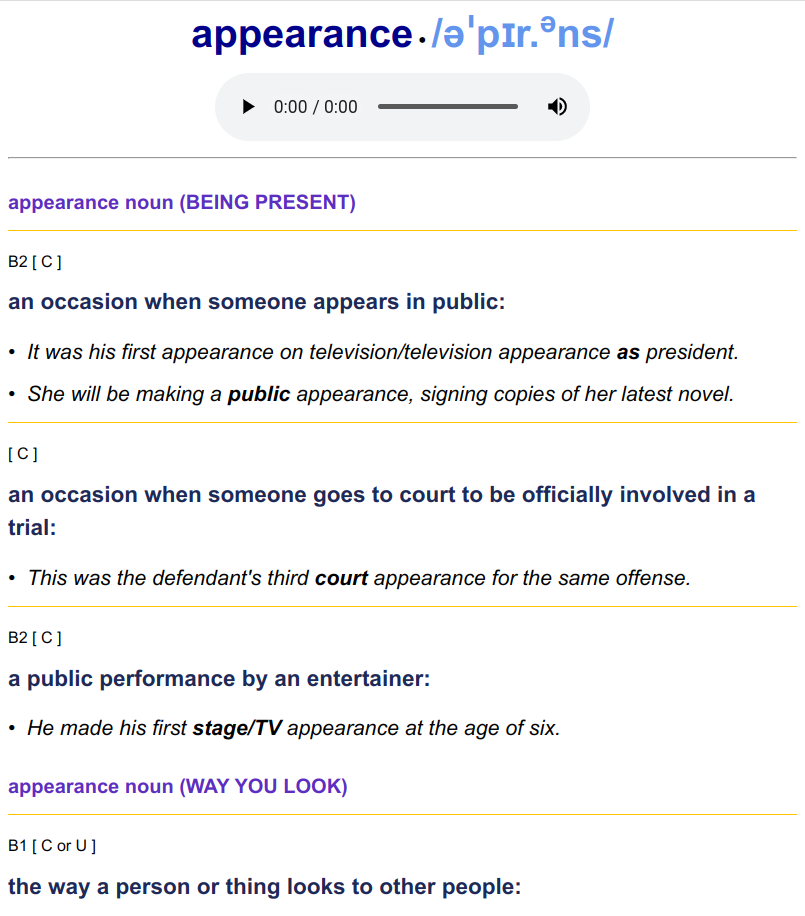 appearance · /əˈpɪr.ᵊns/
0:00 / 0:00
appearance noun (BEING PRESENT)
B2 [ C ]
an occasion when someone appears in public:
• It was his first appearance on television/television appearance as president.
• She will be making a public appearance, signing copies of her latest novel.
[ C ]
an occasion when someone goes to court to be officially involved in a
trial:
• This was the defendant's third court appearance for the same offense.
B2 [ C ]
a public performance by an entertainer:
• He made his first stage/TV appearance at the age of six.
appearance noun (WAY YOU LOOK)
B1 [ C or U ]
the way a person or thing looks to other people: